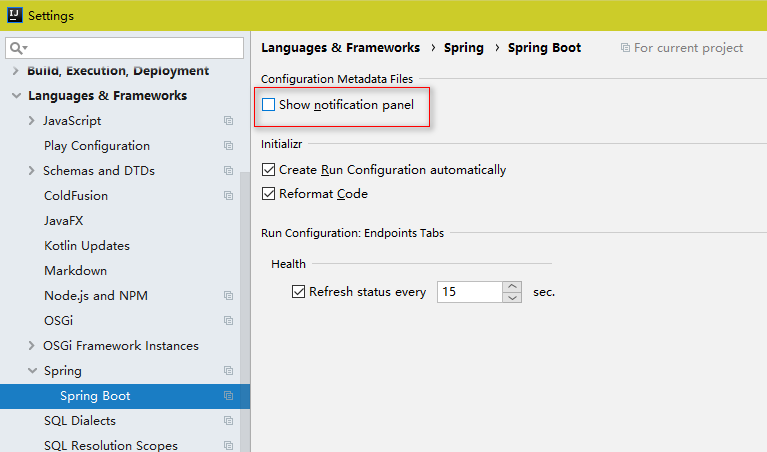 Settings
Build, Execution, Deployment
Languages & Frameworks
JavaScript
Play Configuration
Schemas and DTDs
ColdFusion
JavaFX
Kotlin Updates
Markdown
Node.js and NPM
OSGi
OSGi Framework Instances
Spring
Spring Boot
SQL Dialects
SQL Resolution Scopes
Languages & Frameworks › Spring › Spring Boot For current project
Configuration Metadata Files
Show notification panel
Initializr
Create Run Configuration automatically
Reformat Code
Run Configuration: Endpoints Tabs
Health
Refresh status every 15 sec.